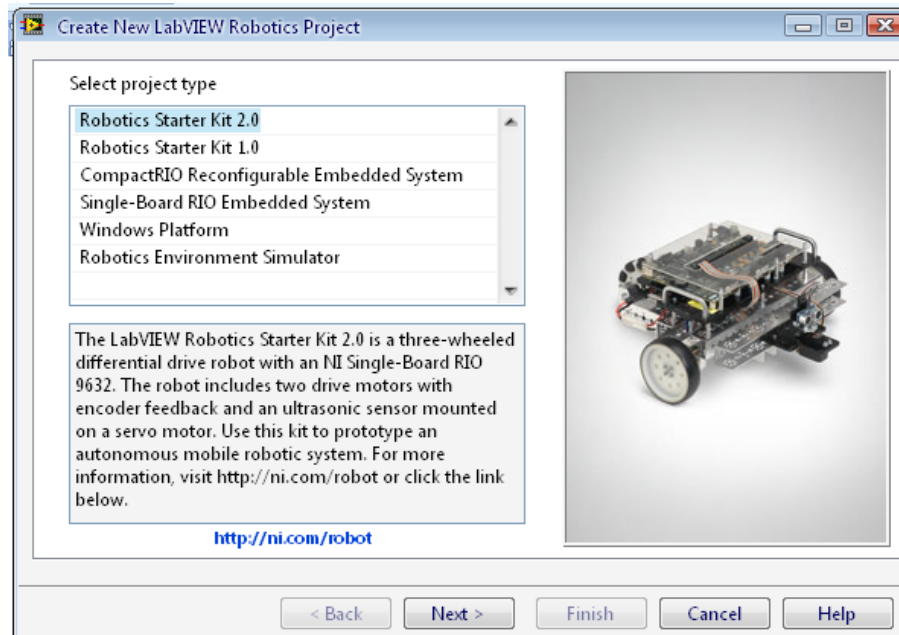 Create New LabVIEW Robotics Project
Select project type
Robotics Starter Kit 2.0
Robotics Starter Kit 1.0
CompactRIO Reconfigurable Embedded System
Single-Board RIO Embedded System
Windows Platform
Robotics Environment Simulator
The LabVIEW Robotics Starter Kit 2.0 is a three-wheeled
differential drive robot with an NI Single-Board RIO
9632. The robot includes two drive motors with
encoder feedback and an ultrasonic sensor mounted
on a servo motor. Use this kit to prototype an
autonomous mobile robotic system. For more
information, visit http://ni.com/robot or click the link
below.
http://ni.com/robot
< Back
Next >
Finish
Cancel
Help